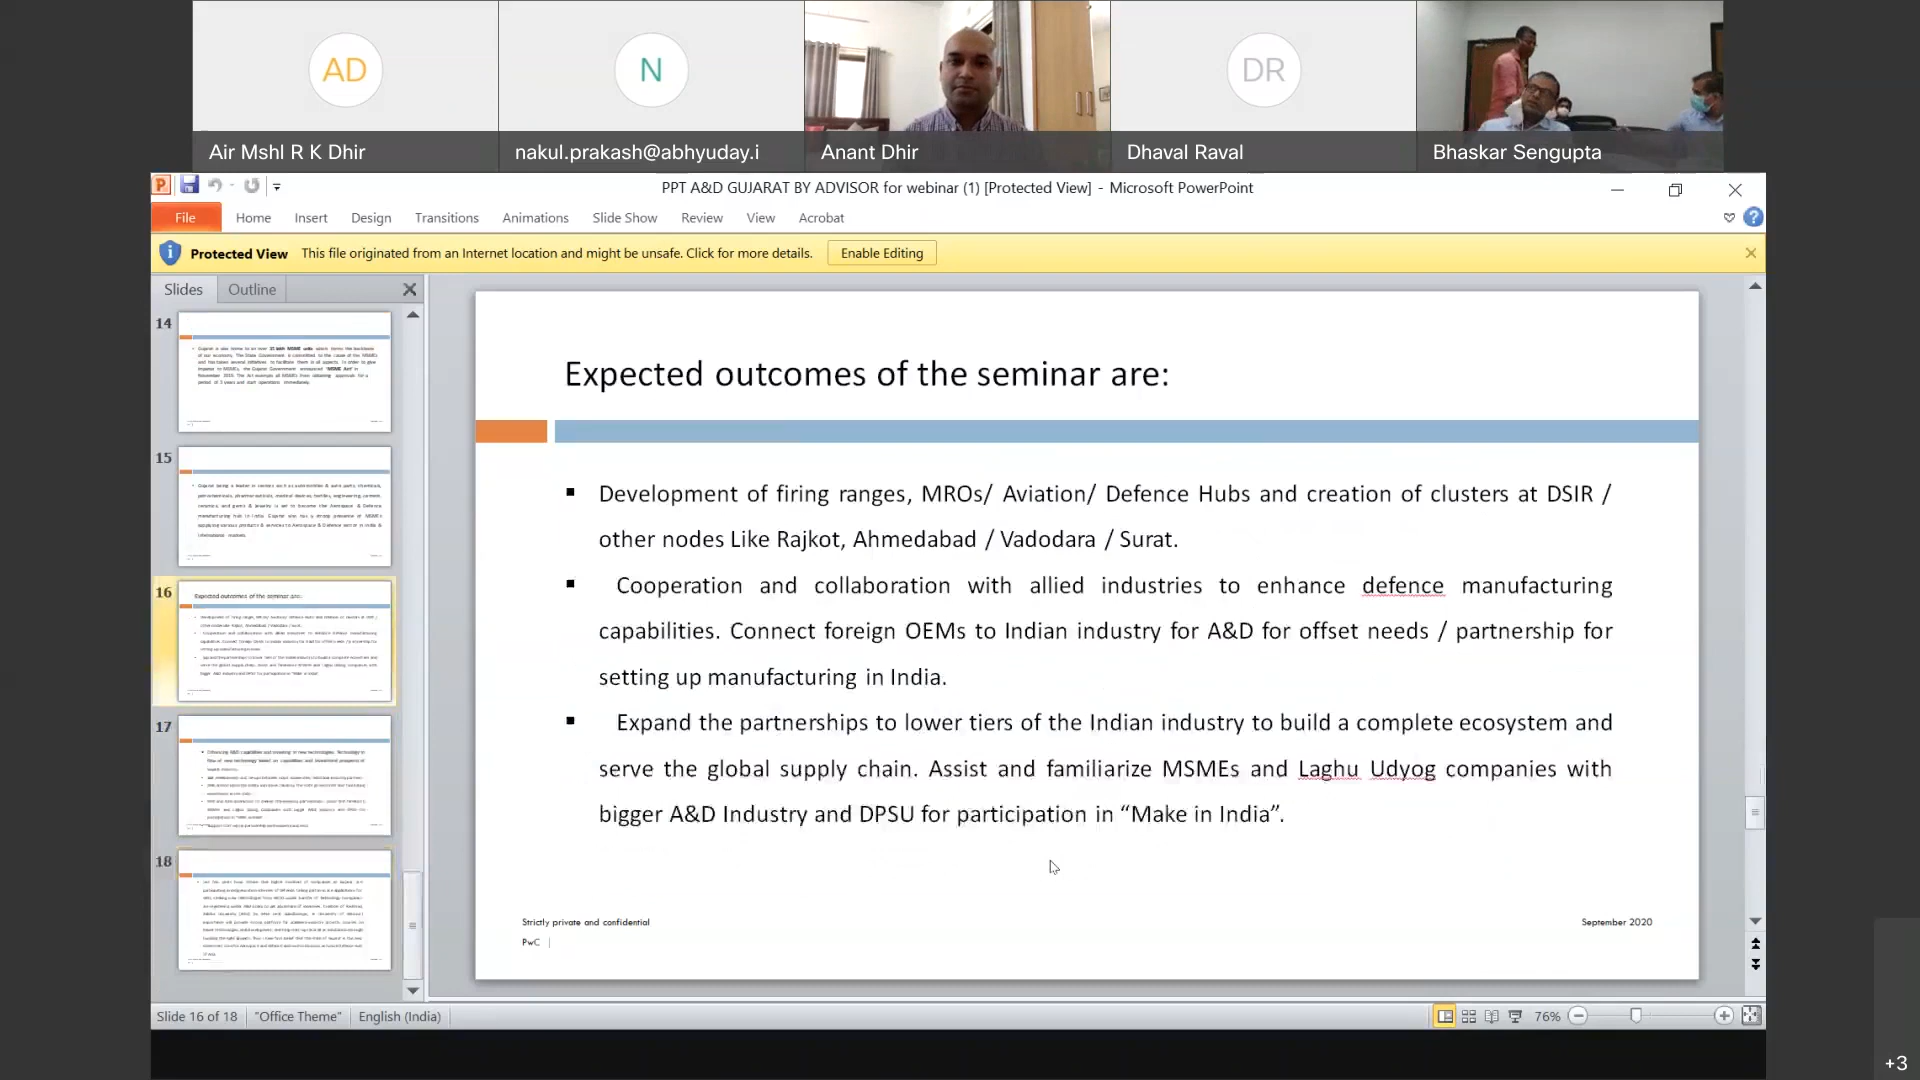 AD
N
DR
Air Mshl R K Dhir
nakul.prakash@abhyuday.i
Anant Dhir
Dhaval Raval
Bhaskar Sengupta
PPT A&D GUJARAT BY ADVISOR for webinar (1) [Protected View] - Microsoft PowerPoint
File Home Insert Design Transitions Animations Slide Show Review View Acrobat
Protected View This file originated from an Internet location and might be unsafe. Click for more details. Enable Editing
Slides Outline
14
15
16
Expected outcomes of the seminar are:
17
18
Expected outcomes of the seminar are:
▪ Development of firing ranges, MROs/ Aviation/ Defence Hubs and creation of clusters at DSIR /
other nodes Like Rajkot, Ahmedabad / Vadodara / Surat.
▪ Cooperation and collaboration with allied industries to enhance defence manufacturing
capabilities. Connect foreign OEMs to Indian industry for A&D for offset needs / partnership for
setting up manufacturing in India.
▪ Expand the partnerships to lower tiers of the Indian industry to build a complete ecosystem and
serve the global supply chain. Assist and familiarize MSMEs and Laghu Udyog companies with
bigger A&D Industry and DPSU for participation in “Make in India”.
Strictly private and confidential
September 2020
PwC |
Slide 16 of 18 "Office Theme" English (India) 76%
+3